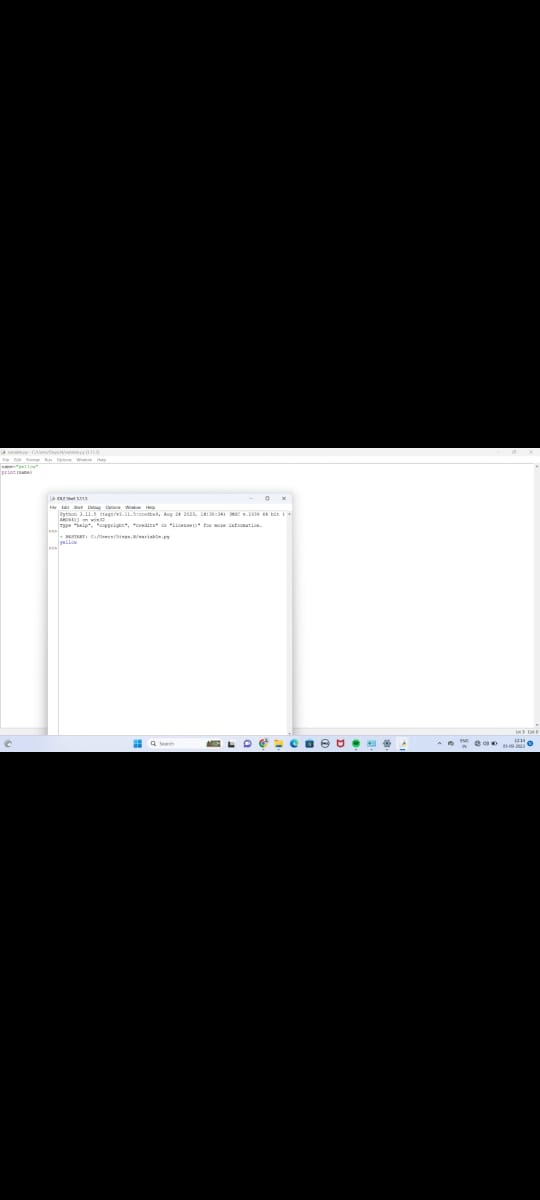 variable.py - C:/Users/Divya.N/variable.py (3.11.5)
File Edit Format Run Options Window Help
name="yellow"
print(name)
IDLE Shell 3.11.5
File Edit Shell Debug Options Window Help
Python 3.11.5 (tags/v3.11.5:cce6ba9, Aug 24 2023, 14:38:34) [MSC v.1936 64 bit (
AMD64)] on win32
Type "help", "copyright", "credits" or "license()" for more information.
>>>
= RESTART: C:/Users/Divya.N/variable.py
yellow
>>>
Ln: 3 Col: 0
Search
ENG
IN
12:14